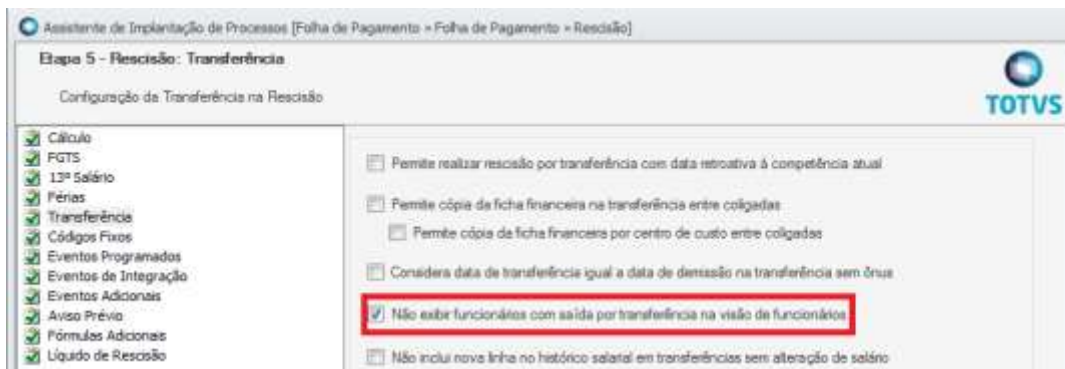 Assistente de Implantação de Processos [Folha de Pagamento » Folha de Pagamento » Rescisão]
Etapa 5 - Rescisão: Transferência
Configuração da Transferência na Rescisão
TOTVS
Cálculo
FGTS
13º Salário
Férias
Transferência
Códigos Fixos
Eventos Programados
Eventos de Integração
Eventos Adicionais
Aviso Prévio
Fórmulas Adicionais
Líquido de Rescisão
Permite realizar rescisão por transferência com data retroativa à competência atual
Permite cópia da ficha financeira na transferência entre coligadas
Permite cópia da ficha financeira por centro de custo entre coligadas
Considera data de transferência igual a data de demissão na transferência sem ônus
Não exibir funcionários com saída por transferência na visão de funcionários
Não inclui nova linha no histórico salarial em transferências sem alteração de salário